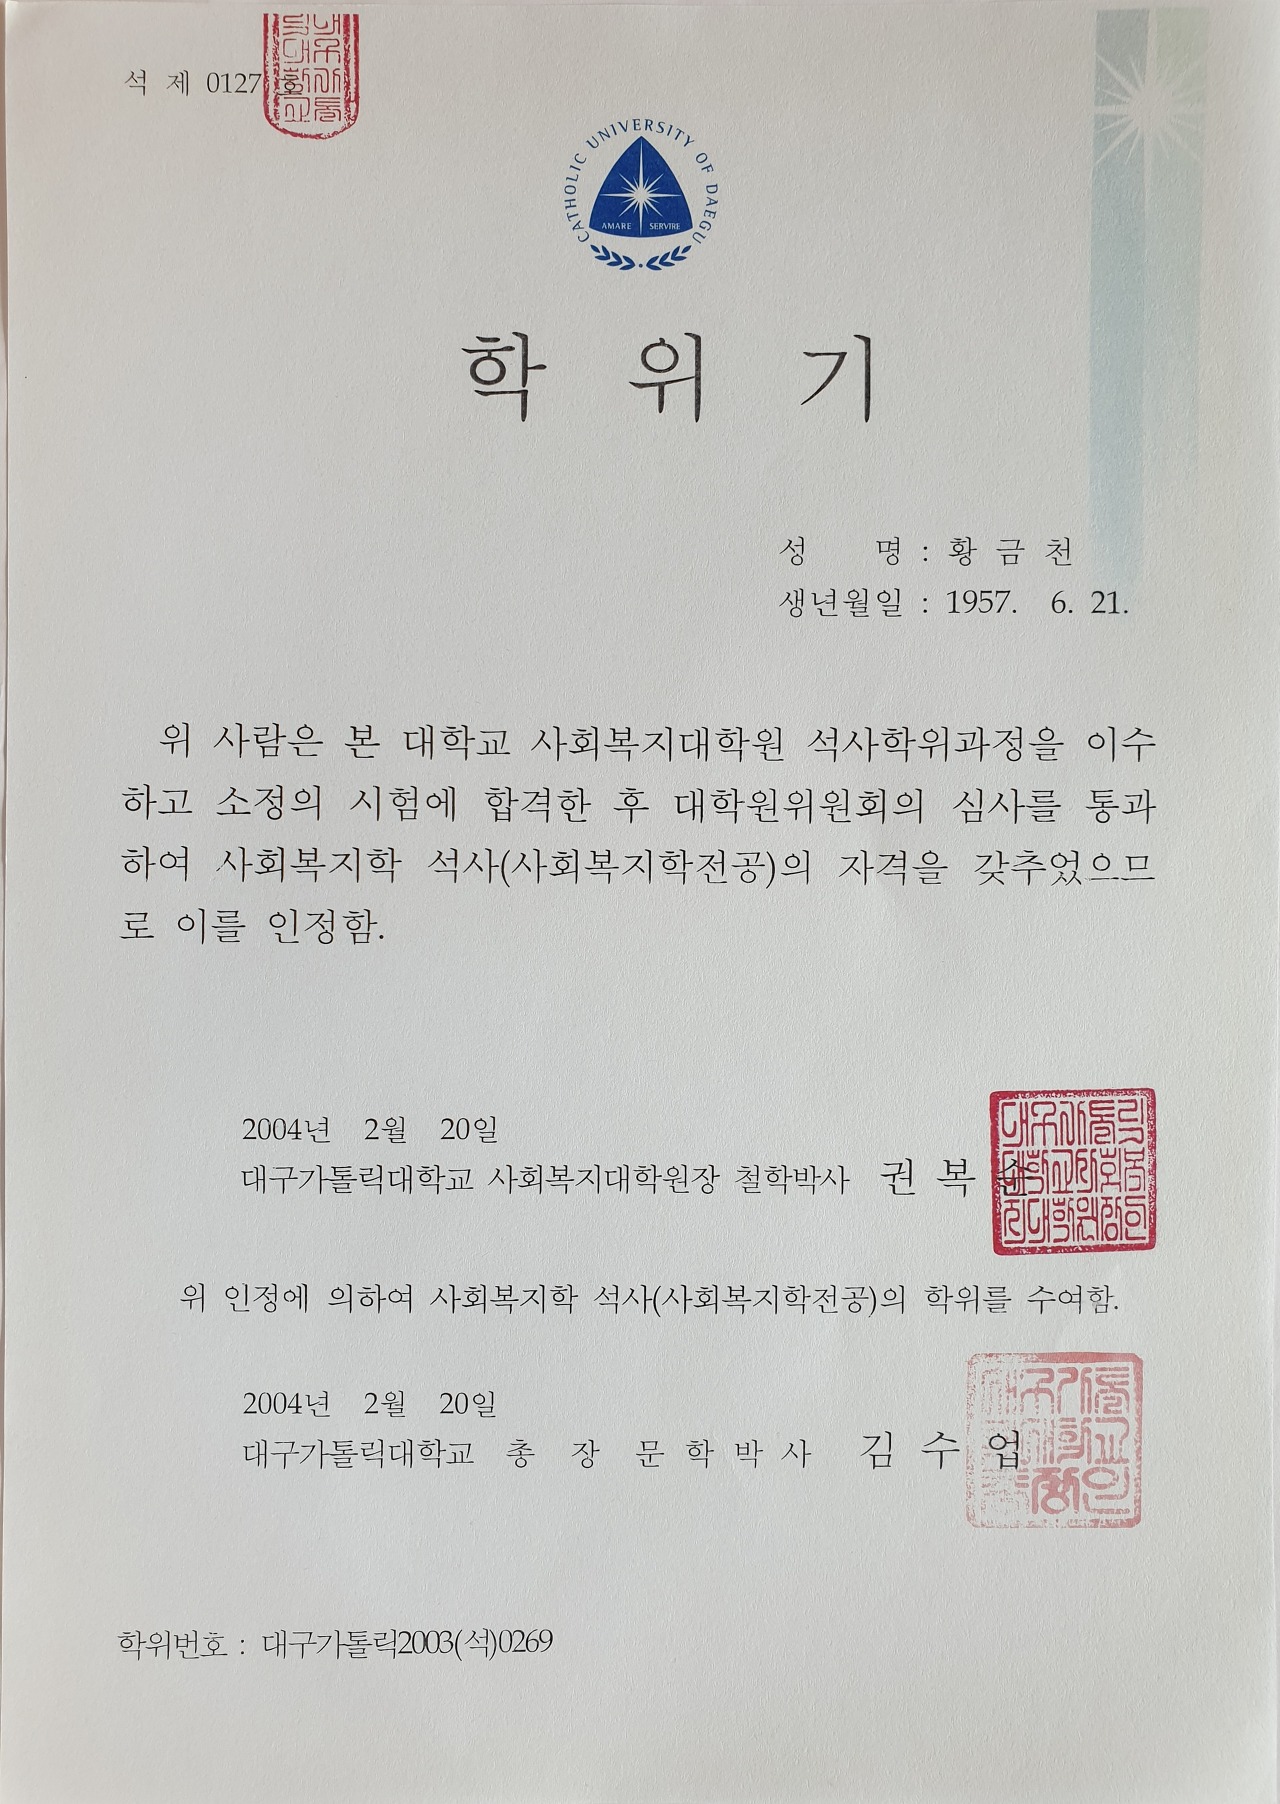 석 제 0127 호
CATHOLIC UNIVERSITY OF DAEGU
AMARE SERVIRE
학 위 기
성 명 : 황 금 천
생년월일 : 1957. 6. 21.
위 사람은 본 대학교 사회복지대학원 석사학위과정을 이수
하고 소정의 시험에 합격한 후 대학원위원회의 심사를 통과
하여 사회복지학 석사(사회복지학전공)의 자격을 갖추었으므
로 이를 인정함.
2004년 2월 20일
대구가톨릭대학교 사회복지대학원장 철학박사 권 복 순
위 인정에 의하여 사회복지학 석사(사회복지학전공)의 학위를 수여함.
2004년 2월 20일
대구가톨릭대학교 총 장 문 학 박 사 김 수 업
학위번호 : 대구가톨릭2003(석)0269